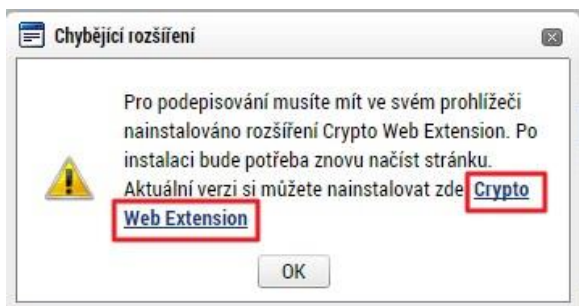 Chybějící rozšíření
Pro podepisování musíte mít ve svém prohlížeči
nainstalováno rozšíření Crypto Web Extension. Po
instalaci bude potřeba znovu načíst stránku.
Aktuální verzi si můžete nainstalovat zde Crypto
Web Extension
OK